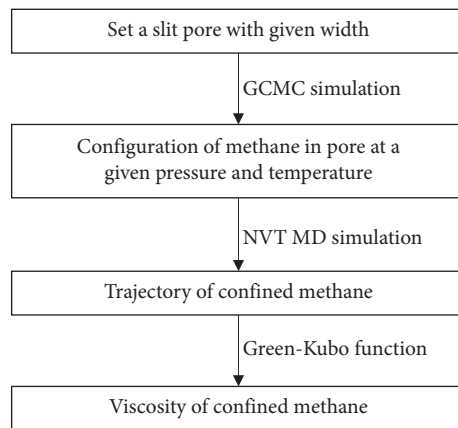 Set a slit pore with given width
GCMC simulation
Configuration of methane in pore at a
given pressure and temperature
NVT MD simulation
Trajectory of confined methane
Green-Kubo function
Viscosity of confined methane